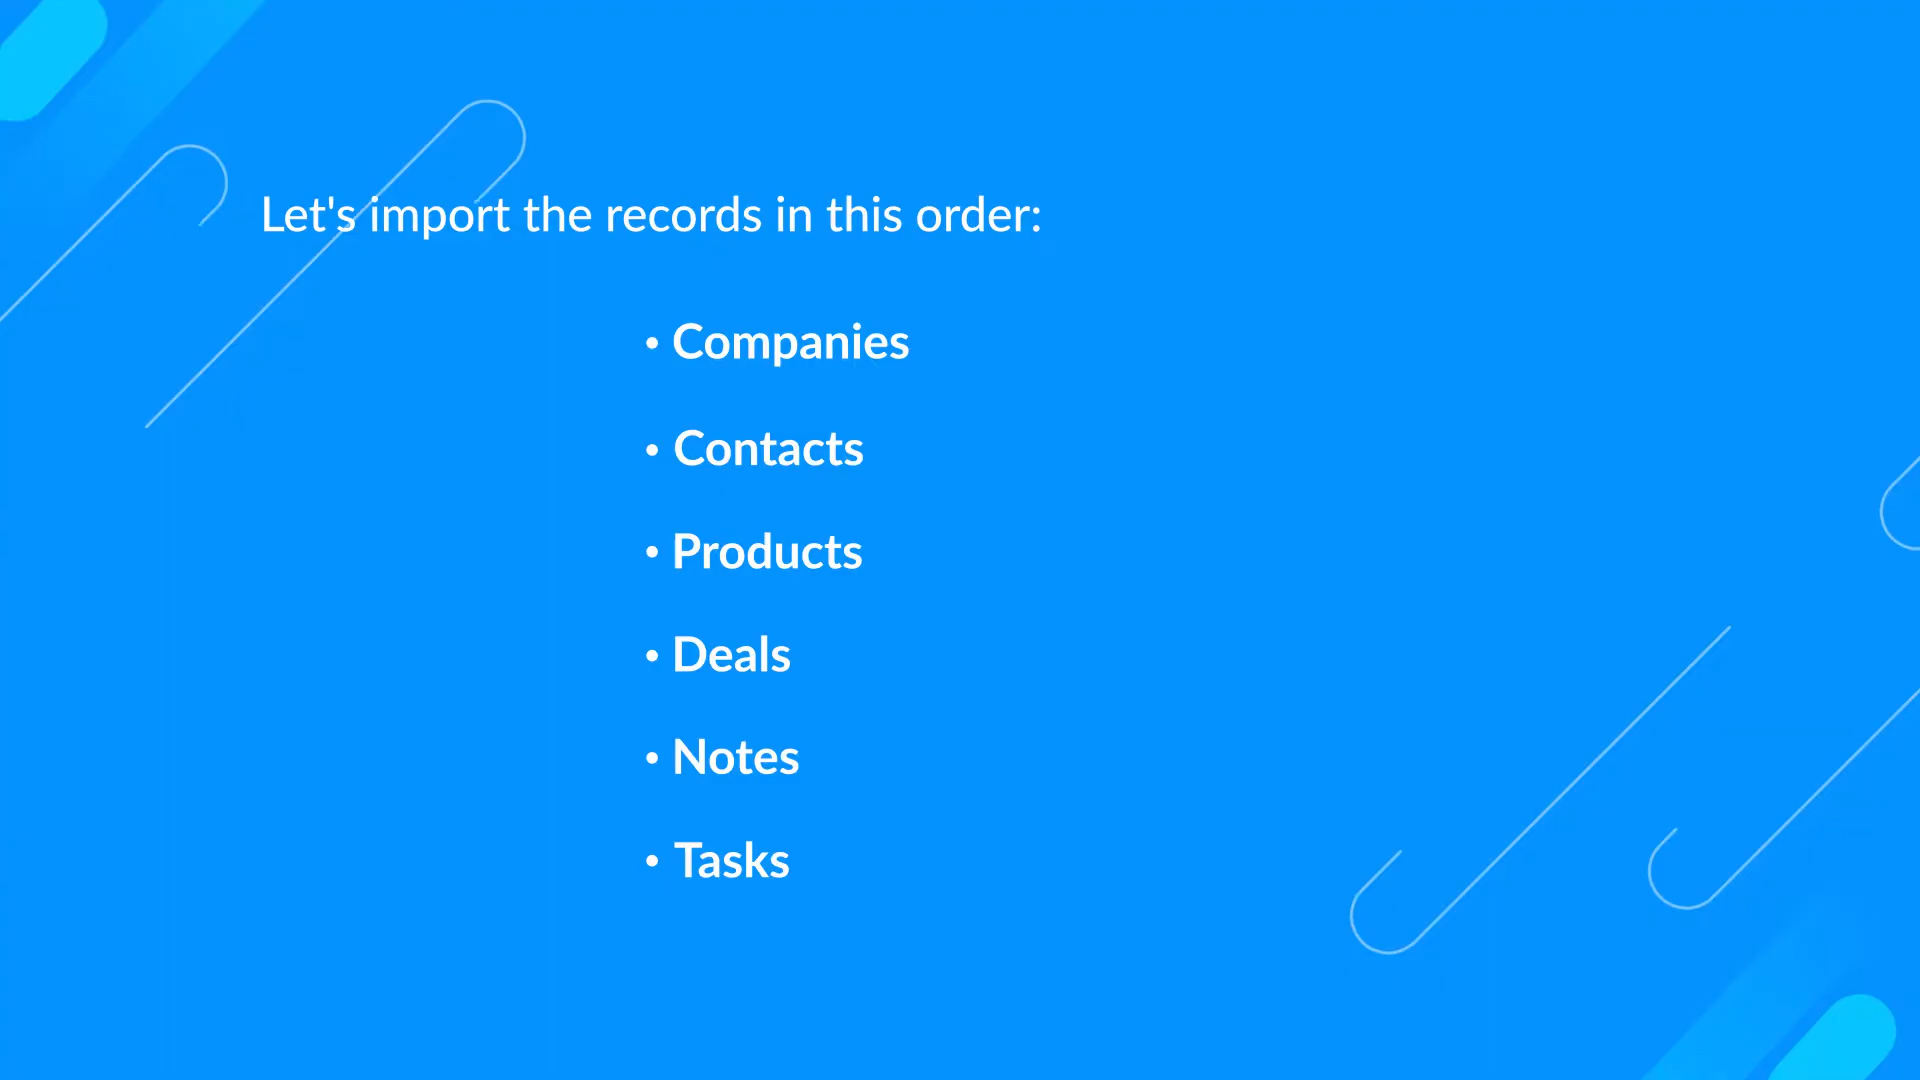 Let's import the records in this order:
• Companies
• Contacts
• Products
• Deals
• Notes
• Tasks